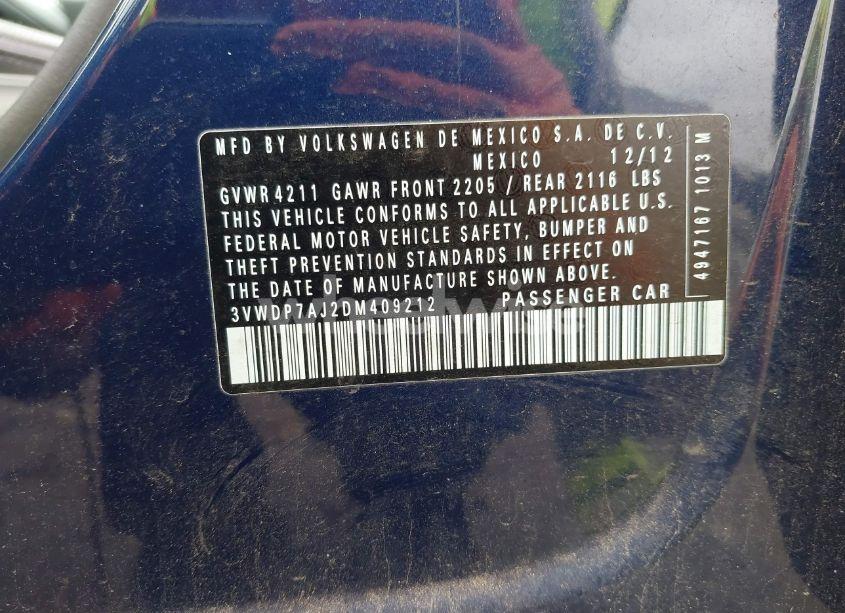 MFD BY VOLKSWAGEN DE MEXICO S.A. DE C.V.
MEXICO 12/12
GVWR 4211 GAWR FRONT 2205 / REAR 2116 LBS
THIS VEHICLE CONFORMS TO ALL APPLICABLE U.S.
FEDERAL MOTOR VEHICLE SAFETY, BUMPER AND
THEFT PREVENTION STANDARDS IN EFFECT ON
THE DATE OF MANUFACTURE SHOWN ABOVE.
3VWDP7AJ2DM409212 PASSENGER CAR
4947167 1013 M
wheelwise